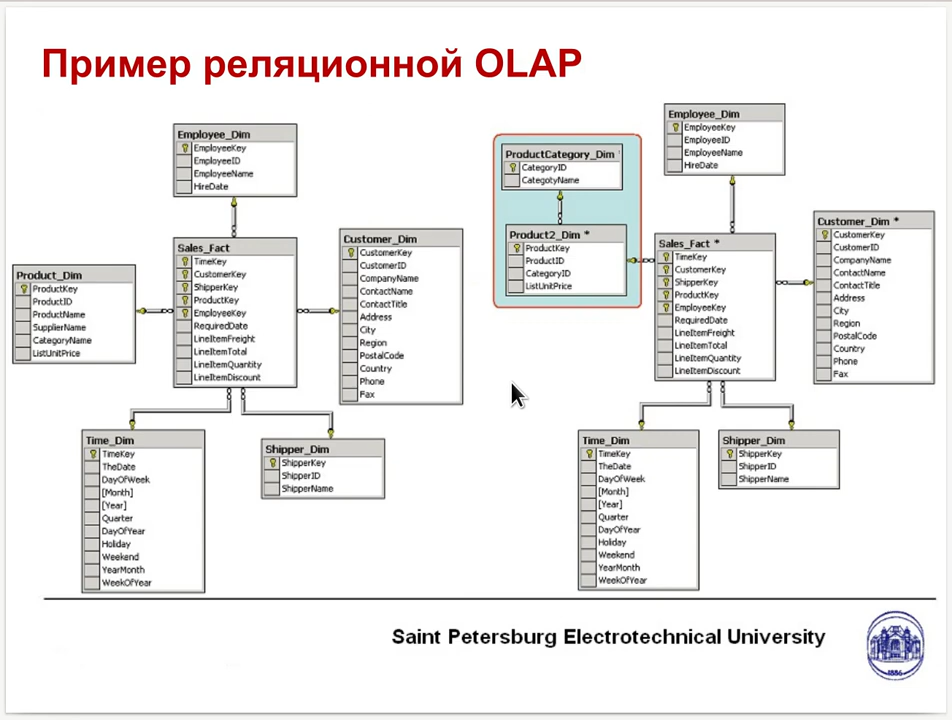 Пример реляционной OLAP
Employee_Dim
EmployeeKey
EmployeeID
EmployeeName
HireDate
Sales_Fact
TimeKey
CustomerKey
ShipperKey
ProductKey
EmployeeKey
RequiredDate
LineItemFreight
LineItemTotal
LineItemQuantity
LineItemDiscount
Customer_Dim
CustomerKey
CustomerID
CompanyName
ContactName
ContactTitle
Address
City
Region
PostalCode
Country
Phone
Fax
Product_Dim
ProductKey
ProductID
ProductName
SupplierName
CategoryName
ListUnitPrice
Time_Dim
TimeKey
TheDate
DayOfWeek
[Month]
[Year]
Quarter
DayOfYear
Holiday
Weekend
YearMonth
WeekOfYear
Shipper_Dim
ShipperKey
ShipperID
ShipperName
ProductCategory_Dim
CategoryID
CategotyName
Product2_Dim *
ProductKey
ProductID
CategoryID
ListUnitPrice
Employee_Dim
EmployeeKey
EmployeeID
EmployeeName
HireDate
Sales_Fact *
TimeKey
CustomerKey
ShipperKey
ProductKey
EmployeeKey
RequiredDate
LineItemFreight
LineItemTotal
LineItemQuantity
LineItemDiscount
Customer_Dim *
CustomerKey
CustomerID
CompanyName
ContactName
ContactTitle
Address
City
Region
PostalCode
Country
Phone
Fax
Time_Dim
TimeKey
TheDate
DayOfWeek
[Month]
[Year]
Quarter
DayOfYear
Holiday
Weekend
YearMonth
WeekOfYear
Shipper_Dim
ShipperKey
ShipperID
ShipperName
Saint Petersburg Electrotechnical University
1886